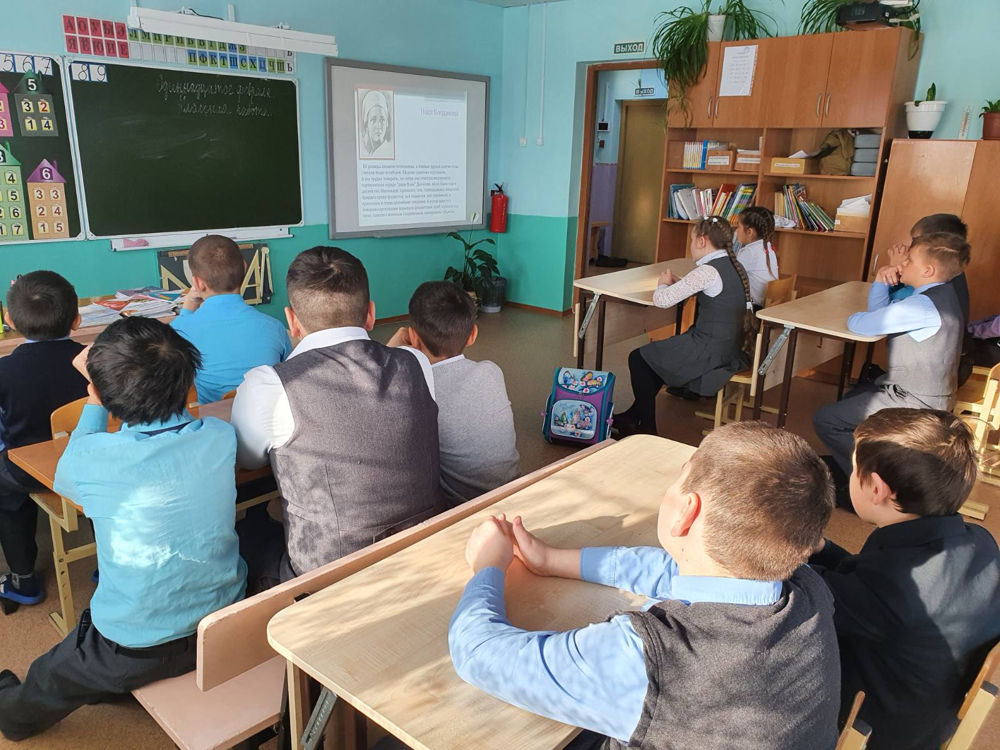 А О У Ы Э Л М Н Р Й Б В Г Д Ж З
Я Ё Ю И Е П Ф К Т Ш С Х Ц Ч Щ Ь
5 6 7
8 9
Одиннадцатое февраля.
Классная работа.
5
3 2
1 4
6
3 3
2 4
1 5
Надя Богданова
Её дважды казнили гитлеровцы, и боевые друзья долгие годы
считали Надю погибшей. Ей даже памятник поставили.
В это трудно поверить, но, когда она стала разведчицей в
партизанском отряде "дяди Вани" Дьячкова, ей не было ещё и
десяти лет. Маленькая, худенькая, она, прикидываясь нищенкой,
бродила среди фашистов, всё подмечая, всё запоминая, и
приносила в отряд ценнейшие сведения. А потом вместе с
бойцами-партизанами взрывала фашистский штаб, пускала под
откос эшелон с военным снаряжением, минировала объекты.
ВЫХОД
ВЫХОД